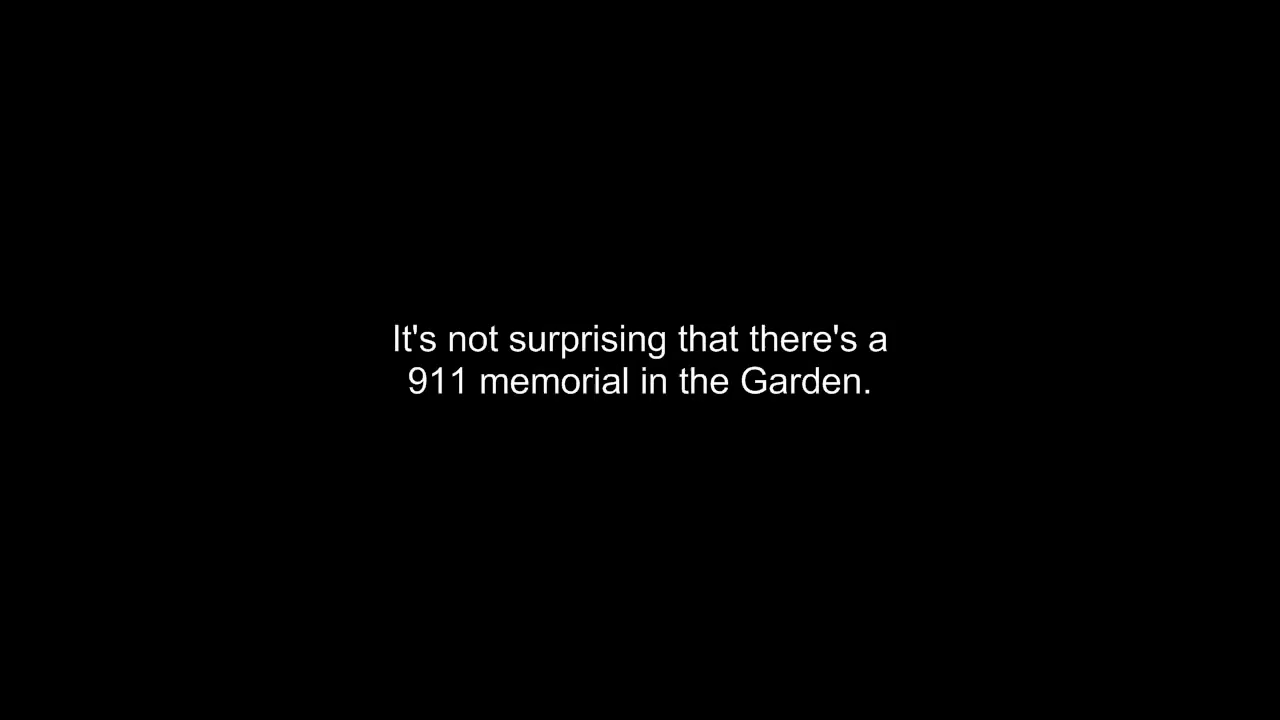 It's not surprising that there's a
911 memorial in the Garden.